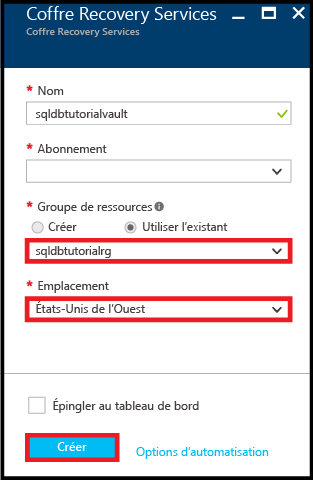 Coffre Recovery Services
Coffre Recovery Services
* Nom
sqldbtutorialvault
* Abonnement
* Groupe de ressources
Créer Utiliser l'existant
sqldbtutorialrg
* Emplacement
États-Unis de l'Ouest
Épingler au tableau de bord
Créer Options d'automatisation